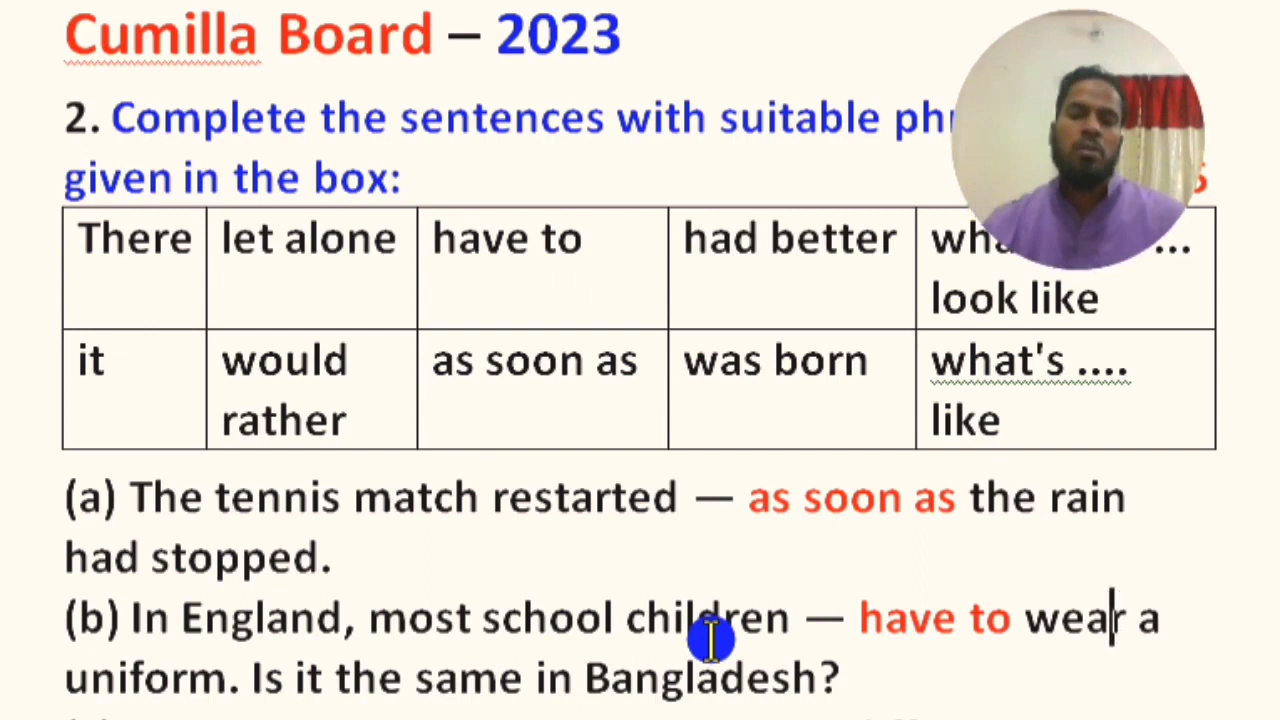 Cumilla Board – 2023
2. Complete the sentences with suitable
given in the box:
There let alone have to had better ...
look like
it would as soon as was born what's ....
rather like
(a) The tennis match restarted — as soon as the rain
had stopped.
(b) In England, most school children — have to wear a
uniform. Is it the same in Bangladesh?